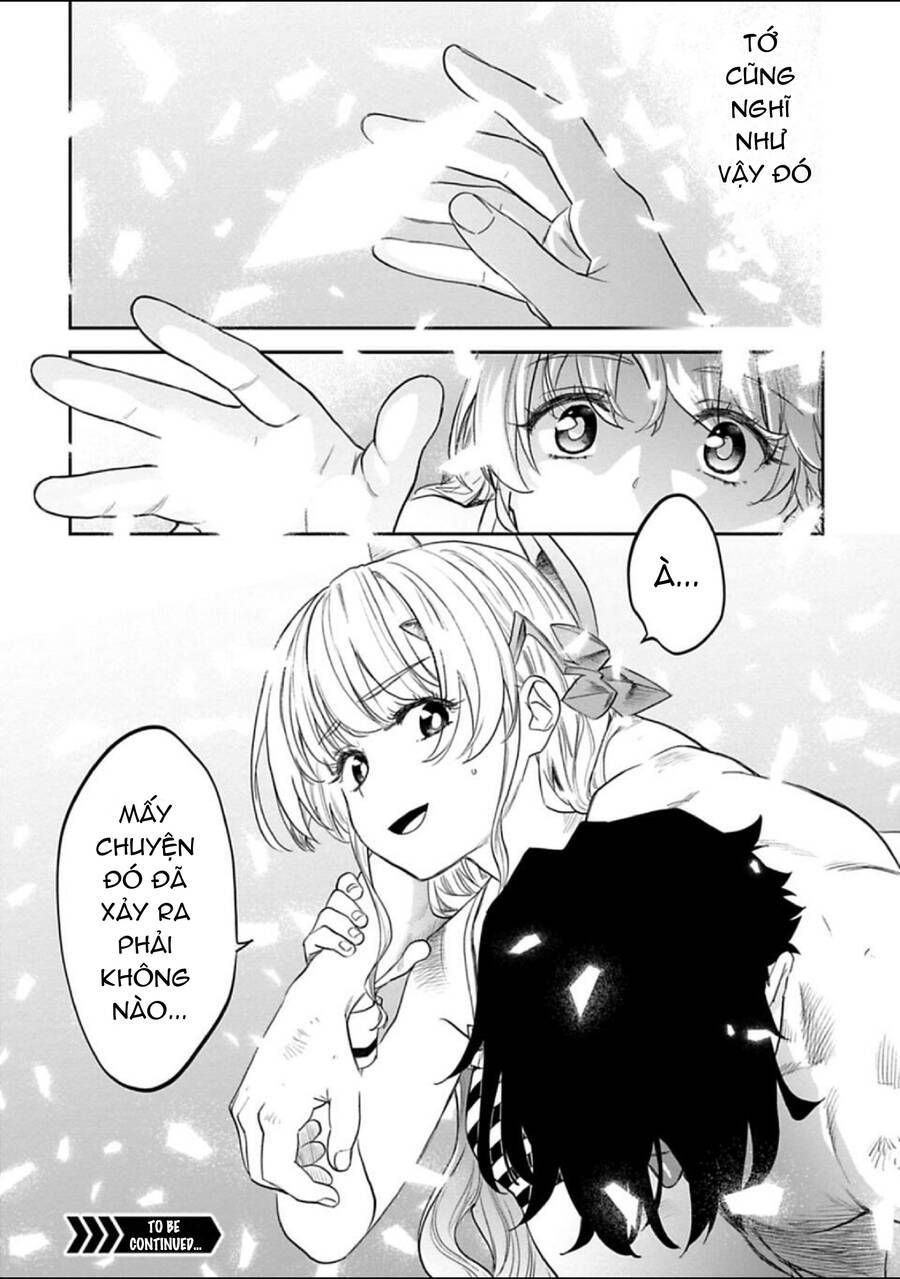 TỚ
CŨNG
NGHĨ
NHƯ
VẬY ĐÓ
À...
MẤY
CHUYỆN
ĐÓ ĐÃ
XẢY RA
PHẢI
KHÔNG
NÀO...
TO BE
CONTINUED...